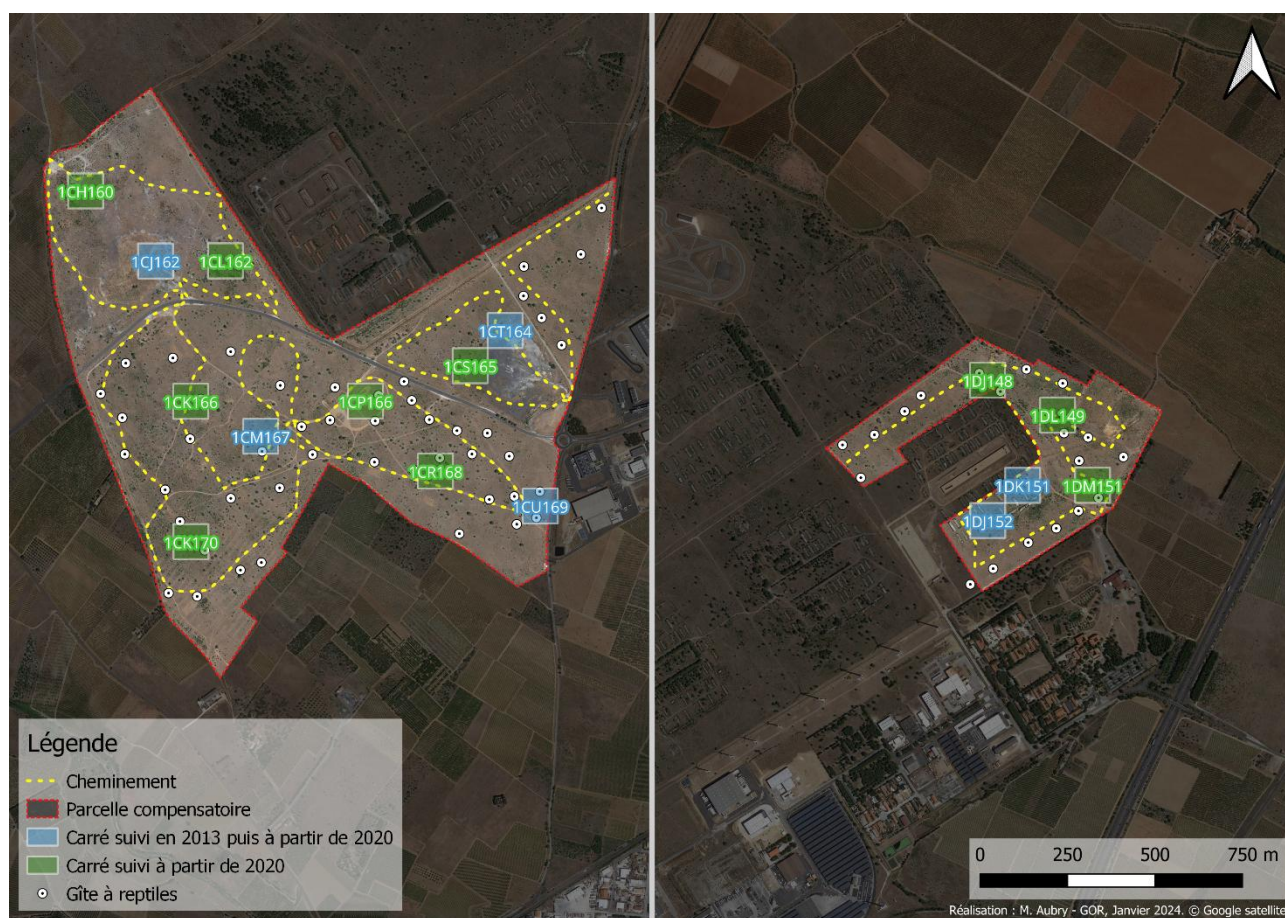 1CH160
1CJ162
1CL162
1CT164
1CS165
1CK166
1CP166
1CM167
1CR168
1CU169
1CK170
1DJ148
1DL149
1DK151
1DM151
1DJ152
Légende
Cheminement
Parcelle compensatoire
Carré suivi en 2013 puis à partir de 2020
Carré suivi à partir de 2020
Gîte à reptiles
0 250 500 750 m
Réalisation : M. Aubry - GOR, Janvier 2024. © Google satellite